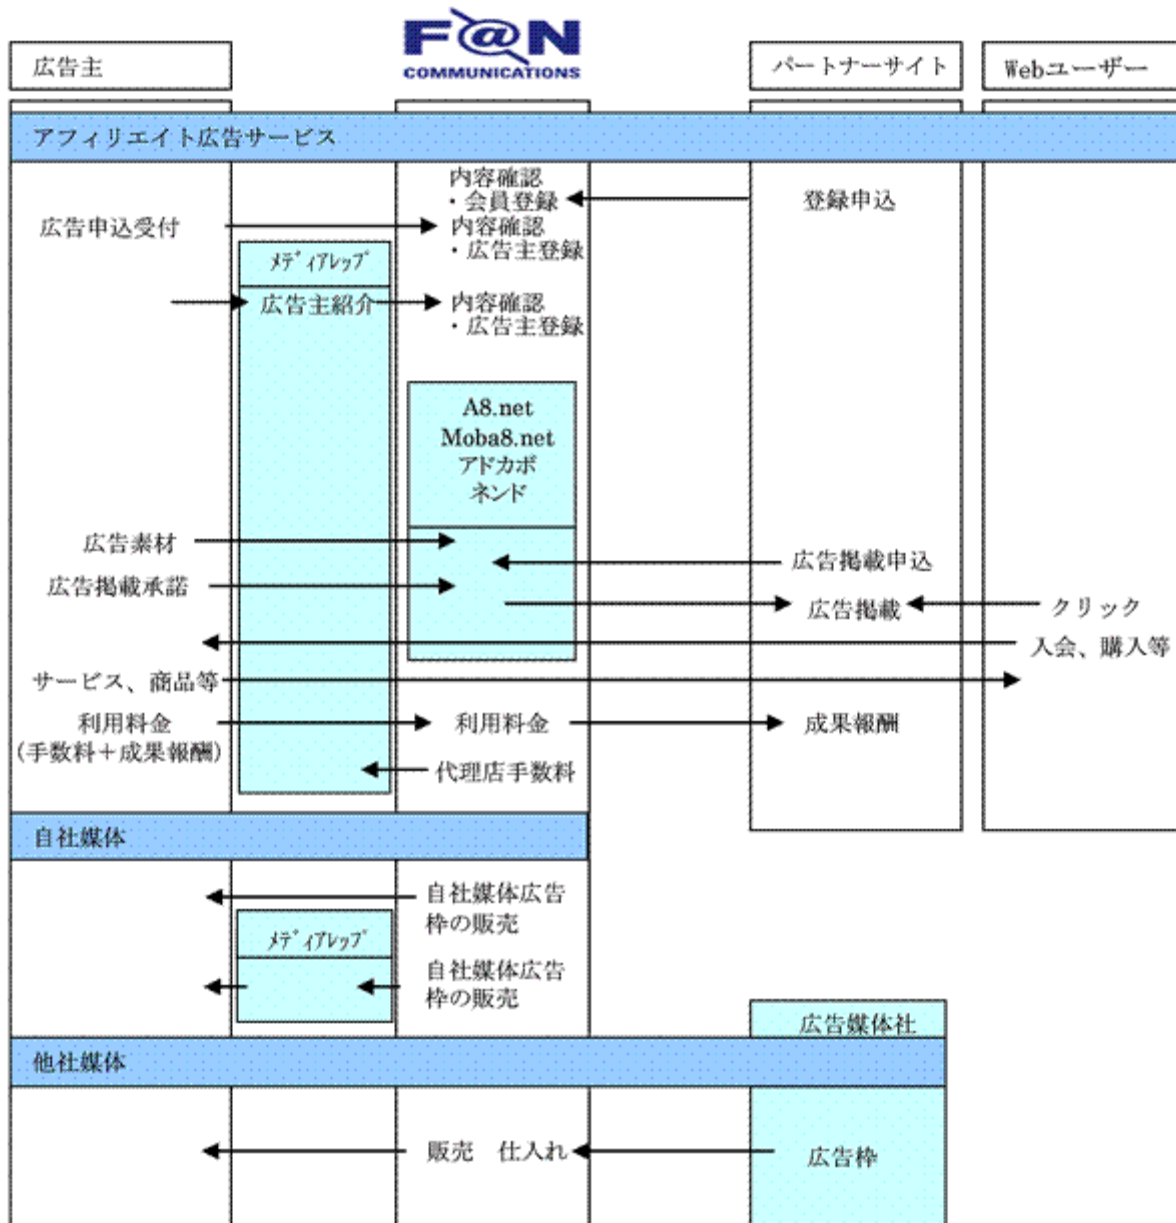 F@N
COMMUNICATIONS
広告主
パートナーサイト
Webユーザー
アフィリエイト広告サービス
内容確認
・会員登録
登録申込
広告申込受付
内容確認
・広告主登録
ﾒﾃﾞｨｱﾚｯﾌﾟ
広告主紹介
内容確認
・広告主登録
A8.net
Moba8.net
アドカボ
ネンド
広告素材
広告掲載申込
広告掲載承諾
広告掲載
クリック
入会、購入等
サービス、商品等
利用料金
(手数料＋成果報酬)
利用料金
成果報酬
代理店手数料
自社媒体
自社媒体広告
枠の販売
ﾒﾃﾞｨｱﾚｯﾌﾟ
自社媒体広告
枠の販売
広告媒体社
他社媒体
販売　仕入れ
広告枠